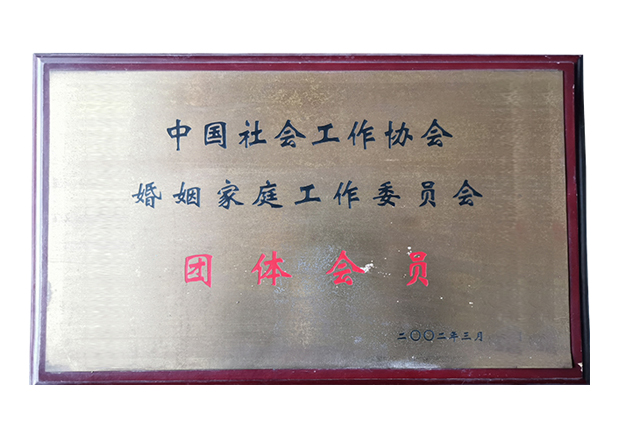 中国社会工作协会
婚姻家庭工作委员会
团体会员
二〇〇二年三月